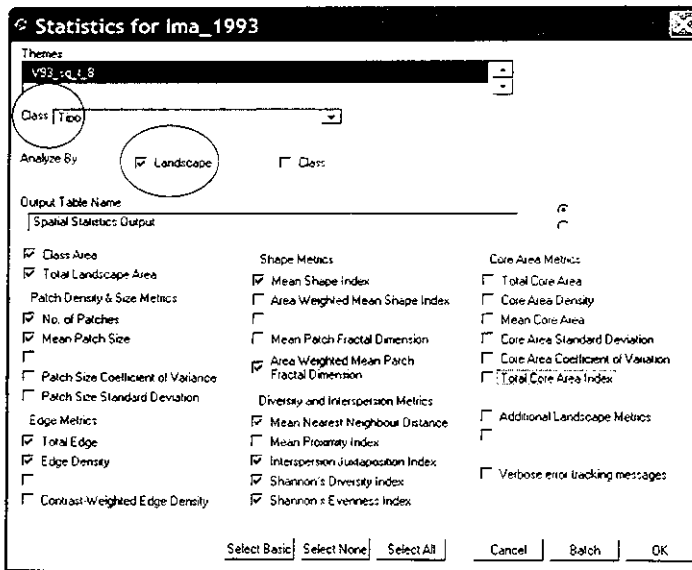 Statistics for Ima_1993
Themes
V93_sq_t_8
Class Tipo
Analyze By
Landscape
Class
Output Table Name
Spatial Statistics Output
Class Area
Total Landscape Area
Patch Density & Size Metrics
No. of Patches
Mean Patch Size
Patch Size Coefficient of Variance
Patch Size Standard Deviation
Edge Metrics
Total Edge
Edge Density
Contrast-Weighted Edge Density
Shape Metrics
Mean Shape Index
Area Weighted Mean Shape Index
Mean Patch Fractal Dimension
Area Weighted Mean Patch
Fractal Dimension
Diversity and Interspersion Metrics
Mean Nearest Neighbour Distance
Mean Proximity Index
Interspersion Juxtaposition Index
Shannon's Diversity Index
Shannon's Evenness Index
Core Area Metrics
Total Core Area
Core Area Density
Mean Core Area
Core Area Standard Deviation
Core Area Coefficient of Variation
Total Core Area Index
Additional Landscape Metrics
Verbose error tracking messages
Select Basic Select None Select All Cancel Batch OK